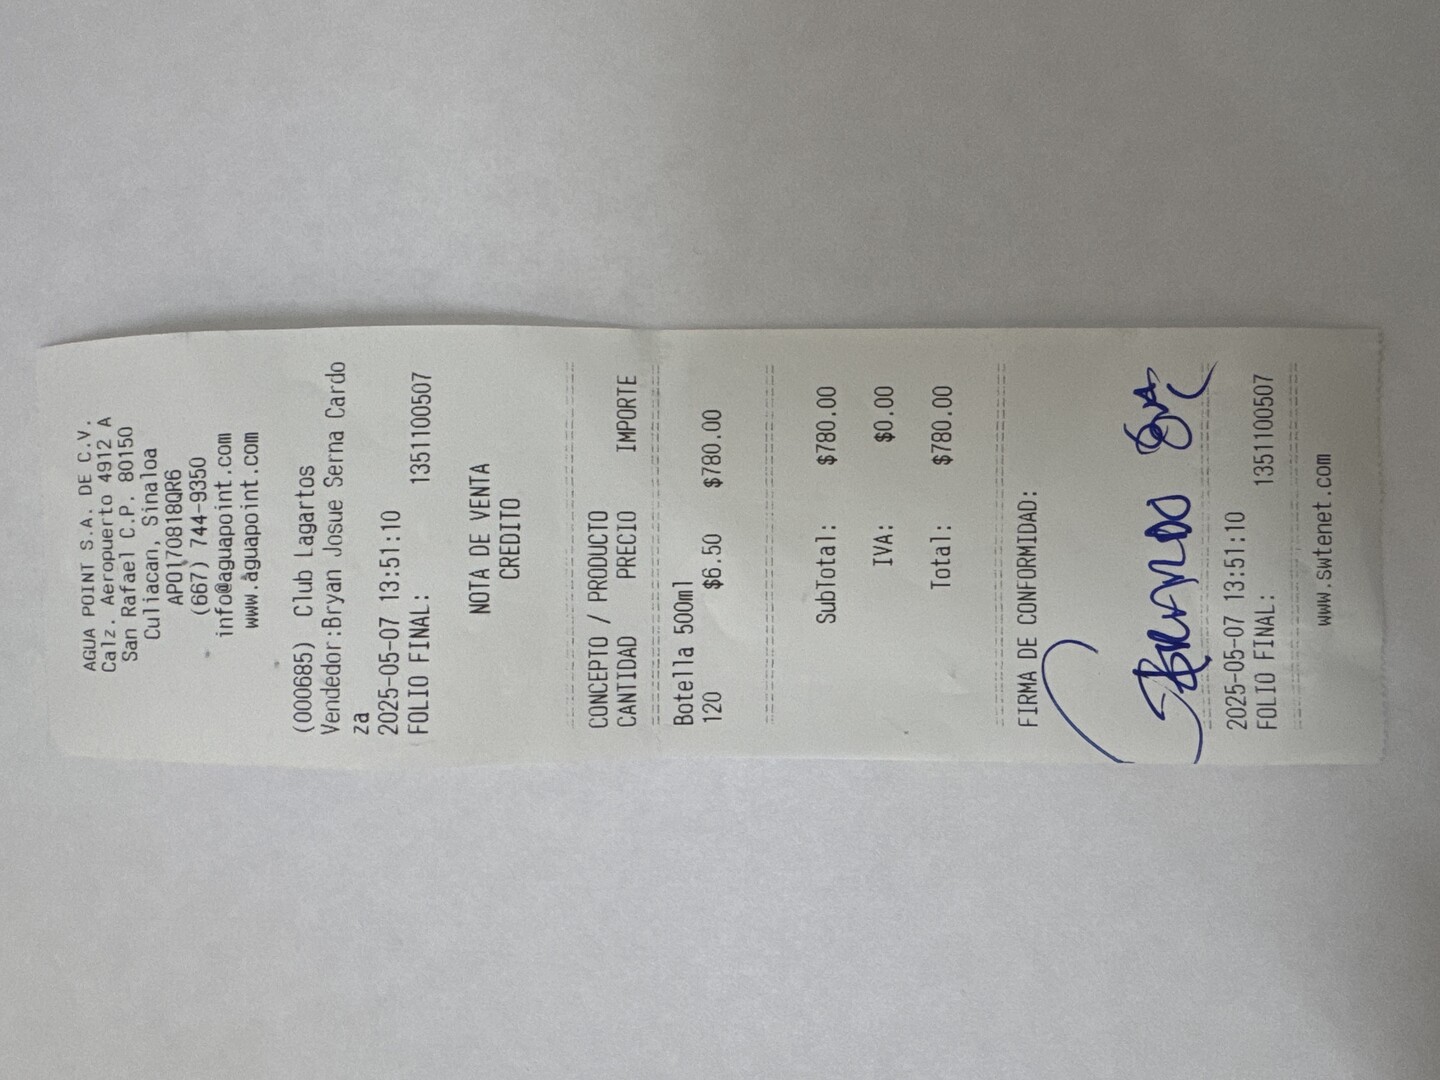 AGUA POINT S.A. DE C.V.
Calz. Aeropuerto 4912 A
San Rafael C.P. 80150
Culiacan, Sinaloa
APO170818QR6
(667) 744-9350
info@aguapoint.com
www.aguapoint.com
(000685) Club Lagartos
Vendedor:Bryan Josue Serna Cardo
za
2025-05-07 13:51:10
FOLIO FINAL: 1351100507
NOTA DE VENTA
CREDITO
CONCEPTO / PRODUCTO
CANTIDAD PRECIO IMPORTE
Botella 500ml
120 $6.50 $780.00
SubTotal: $780.00
IVA: $0.00
Total: $780.00
FIRMA DE CONFORMIDAD:
2025-05-07 13:51:10
FOLIO FINAL: 1351100507
www.swtenet.com